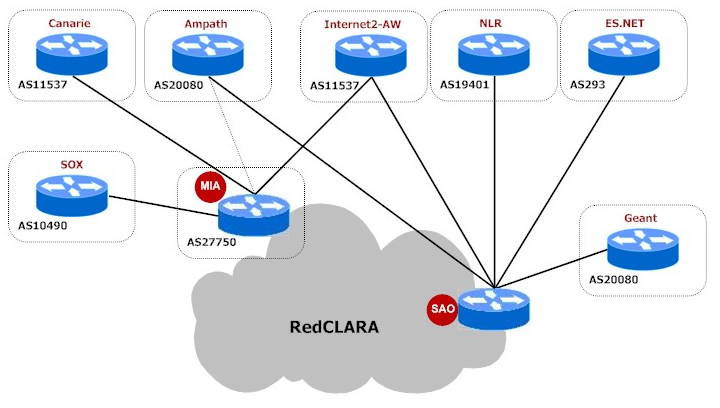 Canarie
AS11537
Ampath
AS20080
Internet2-AW
AS11537
NLR
AS19401
ES.NET
AS293
SOX
AS10490
MIA
AS27750
Geant
AS20080
SAO
RedCLARA